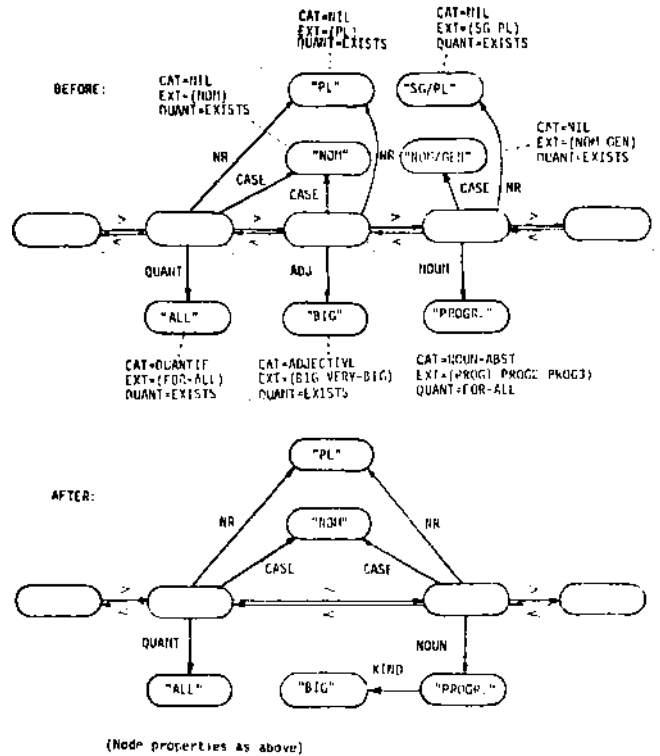 CAT=NIL
EXT=(PL)
QUANT=EXISTS
CAT=NIL
EXT=(SG PL)
QUANT=EXISTS
BEFORE:
CAT=NIL
EXT=(NOM)
QUANT=EXISTS
"PL"
"SG/PL"
CAT=NIL
EXT=(NOM GEN)
QUANT=EXISTS
NR
"NOM"
NR
"NOM/GEN"
CASE
CASE
CASE
NR
> > > >
< < < <
QUANT
ADJ
NOUN
"ALL"
"BIG"
"PROGR."
CAT=QUANTIF
EXT=(FOR-ALL)
QUANT=EXISTS
CAT=ADJECTIVE
EXT=(BIG VERY-BIG)
QUANT=EXISTS
CAT=NOUN-ABST
EXT=(PROG1 PROG2 PROG3)
QUANT=FOR-ALL
"PL"
AFTER:
NR
"NOM"
NR
CASE
CASE
> > >
< < <
QUANT
NOUN
"ALL"
"BIG"
KIND
"PROGR."
(Node properties as above)